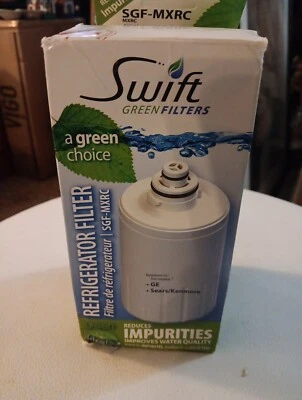 SGF-MXRC
MXRC
Swift
GREEN FILTERS
a green
choice
REFRIGERATOR FILTER
Filtre de réfrigérateur | SGF-MXRC
• GE
• Sears/Kenmore
REDUCES
IMPURITIES
IMPROVES WATER QUALITY
VIGO